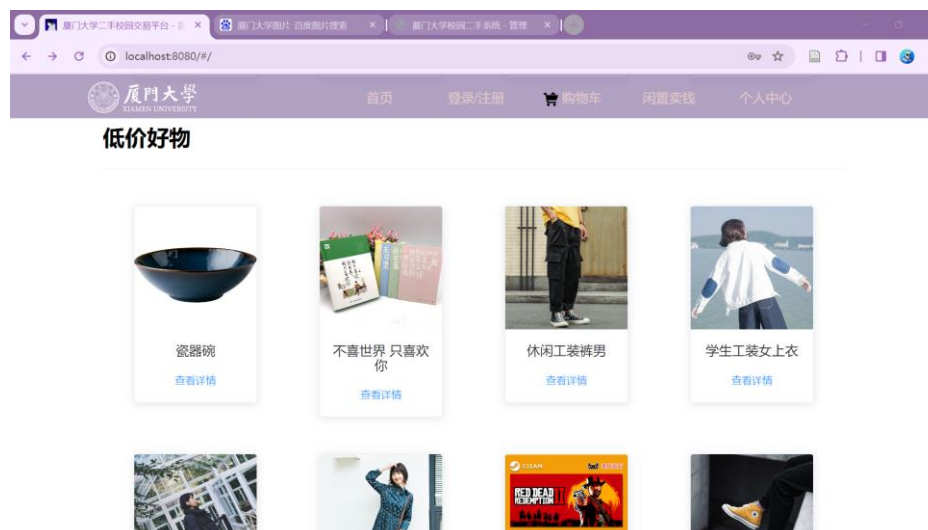 厦门大学二手校园交易平台 - 首
厦门大学图片 百度图片搜索
厦门大学校园二手系统 - 管理
localhost:8080/#/
厦門大學
XIAMEN UNIVERSITY
首页
登录/注册
购物车
闲置卖钱
个人中心
低价好物
瓷器碗
查看详情
不喜世界 只喜欢
你
查看详情
休闲工装裤男
查看详情
学生工装女上衣
查看详情
STEAM
RED DEAD
REDEMPTION